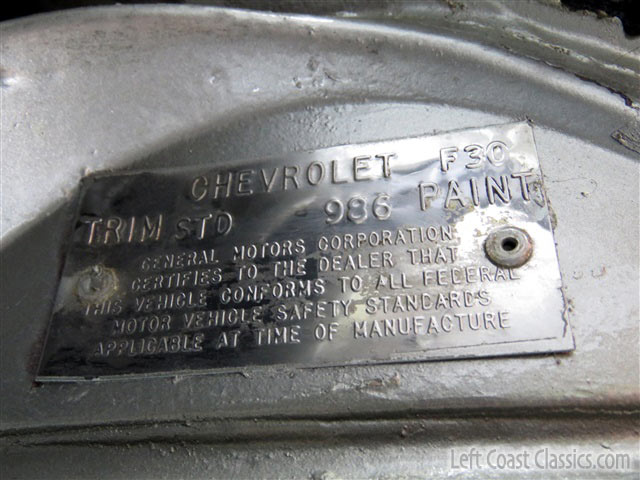 CHEVROLET F30
TRIM STD 986 PAINT
GENERAL MOTORS CORPORATION
CERTIFIES TO THE DEALER THAT
THIS VEHICLE CONFORMS TO ALL FEDERAL
MOTOR VEHICLE SAFETY STANDARDS
APPLICABLE AT TIME OF MANUFACTURE
Left Coast Classics.com